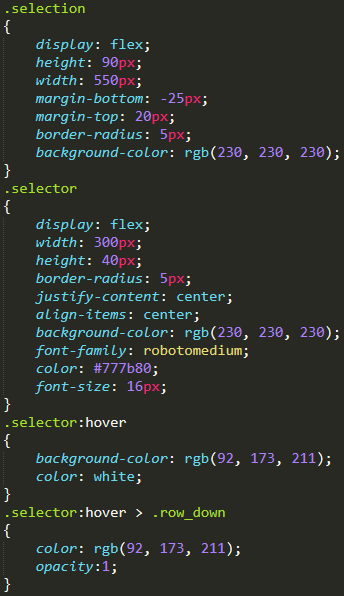 .selection
{
display: flex;
height: 90px;
width: 550px;
margin-bottom: -25px;
margin-top: 20px;
border-radius: 5px;
background-color: rgb(230, 230, 230);
}
.selector
{
display: flex;
width: 300px;
height: 40px;
border-radius: 5px;
justify-content: center;
align-items: center;
background-color: rgb(230, 230, 230);
font-family: robotomedium;
color: #777b80;
font-size: 16px;
}
.selector:hover
{
background-color: rgb(92, 173, 211);
color: white;
}
.selector:hover > .row_down
{
color: rgb(92, 173, 211);
opacity:1;
}